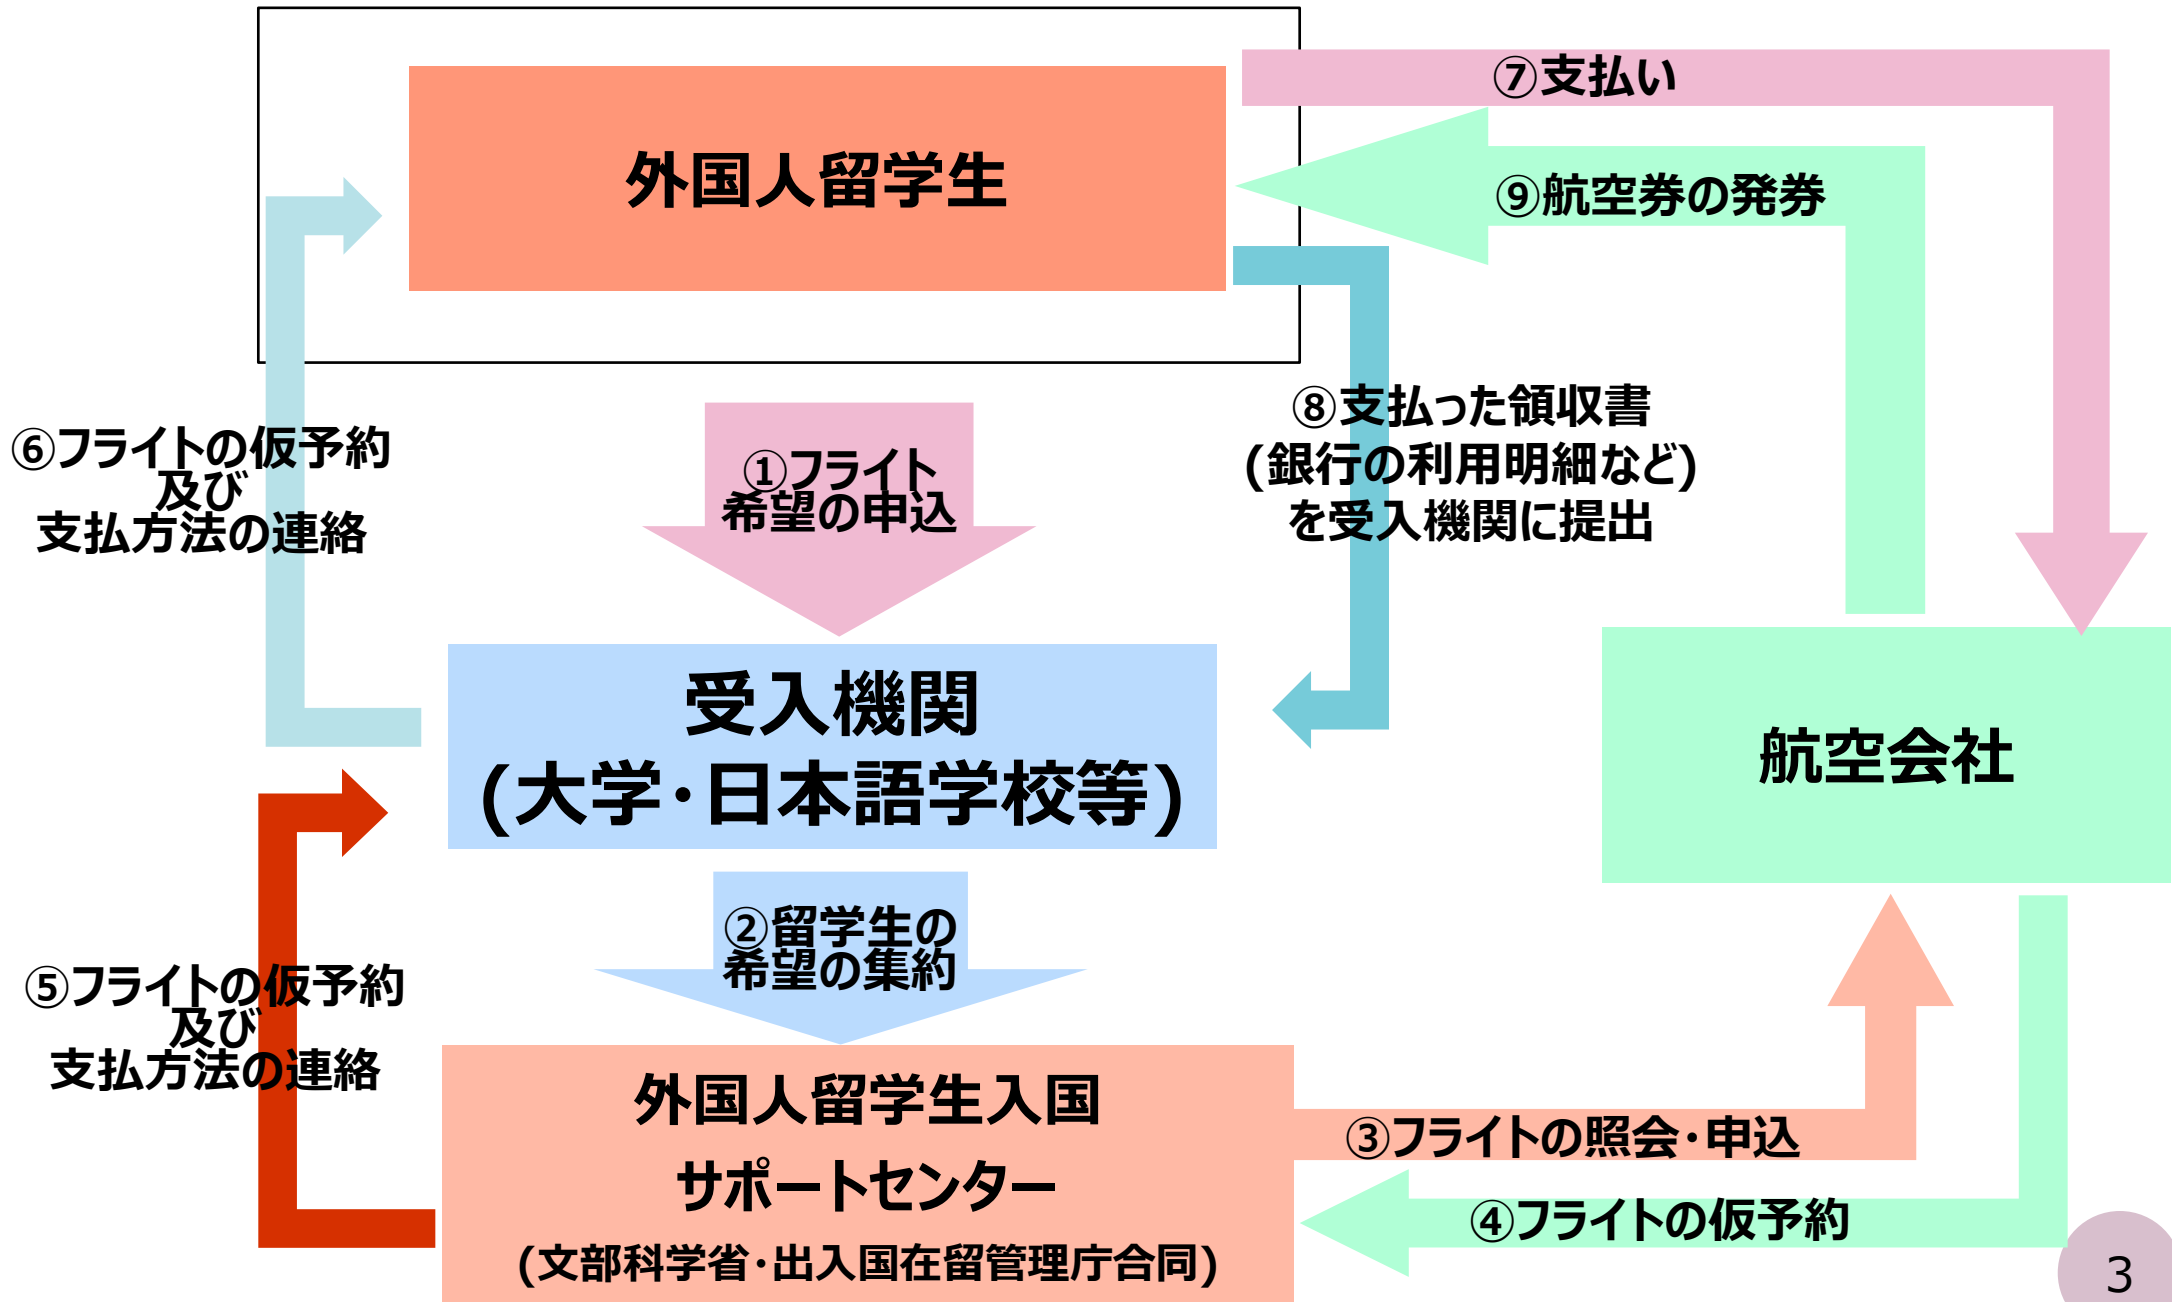 外国人留学生
⑦支払い
⑨航空券の発券
⑥フライトの仮予約
及び
支払方法の連絡
①フライト
希望の申込
⑧支払った領収書
(銀行の利用明細など)
を受入機関に提出
受入機関
(大学・日本語学校等)
航空会社
②留学生の
希望の集約
⑤フライトの仮予約
及び
支払方法の連絡
外国人留学生入国
サポートセンター
(文部科学省・出入国在留管理庁合同)
③フライトの照会・申込
④フライトの仮予約
3